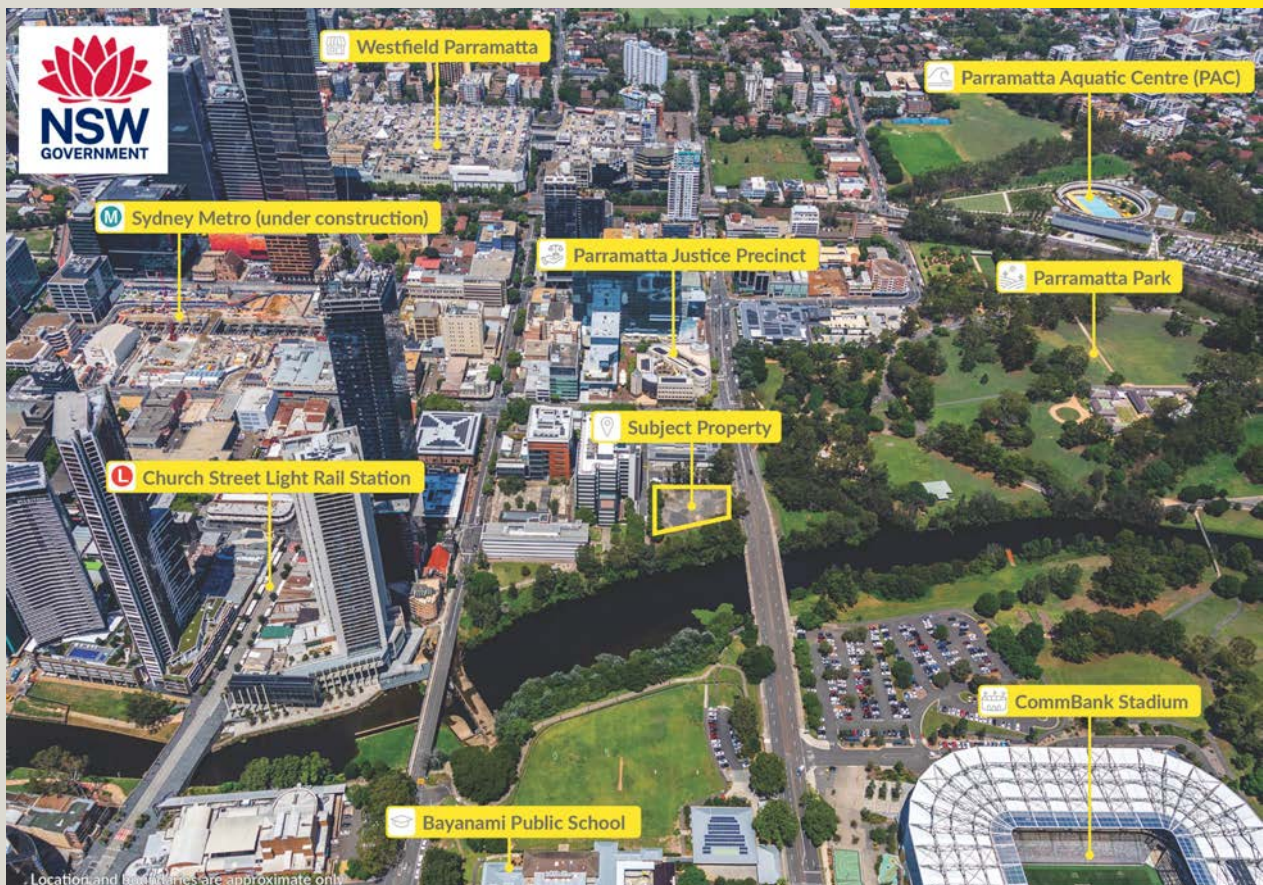 NSW
GOVERNMENT
Westfield Parramatta
Parramatta Aquatic Centre (PAC)
M Sydney Metro (under construction)
Parramatta Justice Precinct
Parramatta Park
Subject Property
L Church Street Light Rail Station
CommBank Stadium
Bayanami Public School
Location and boundaries are approximate only